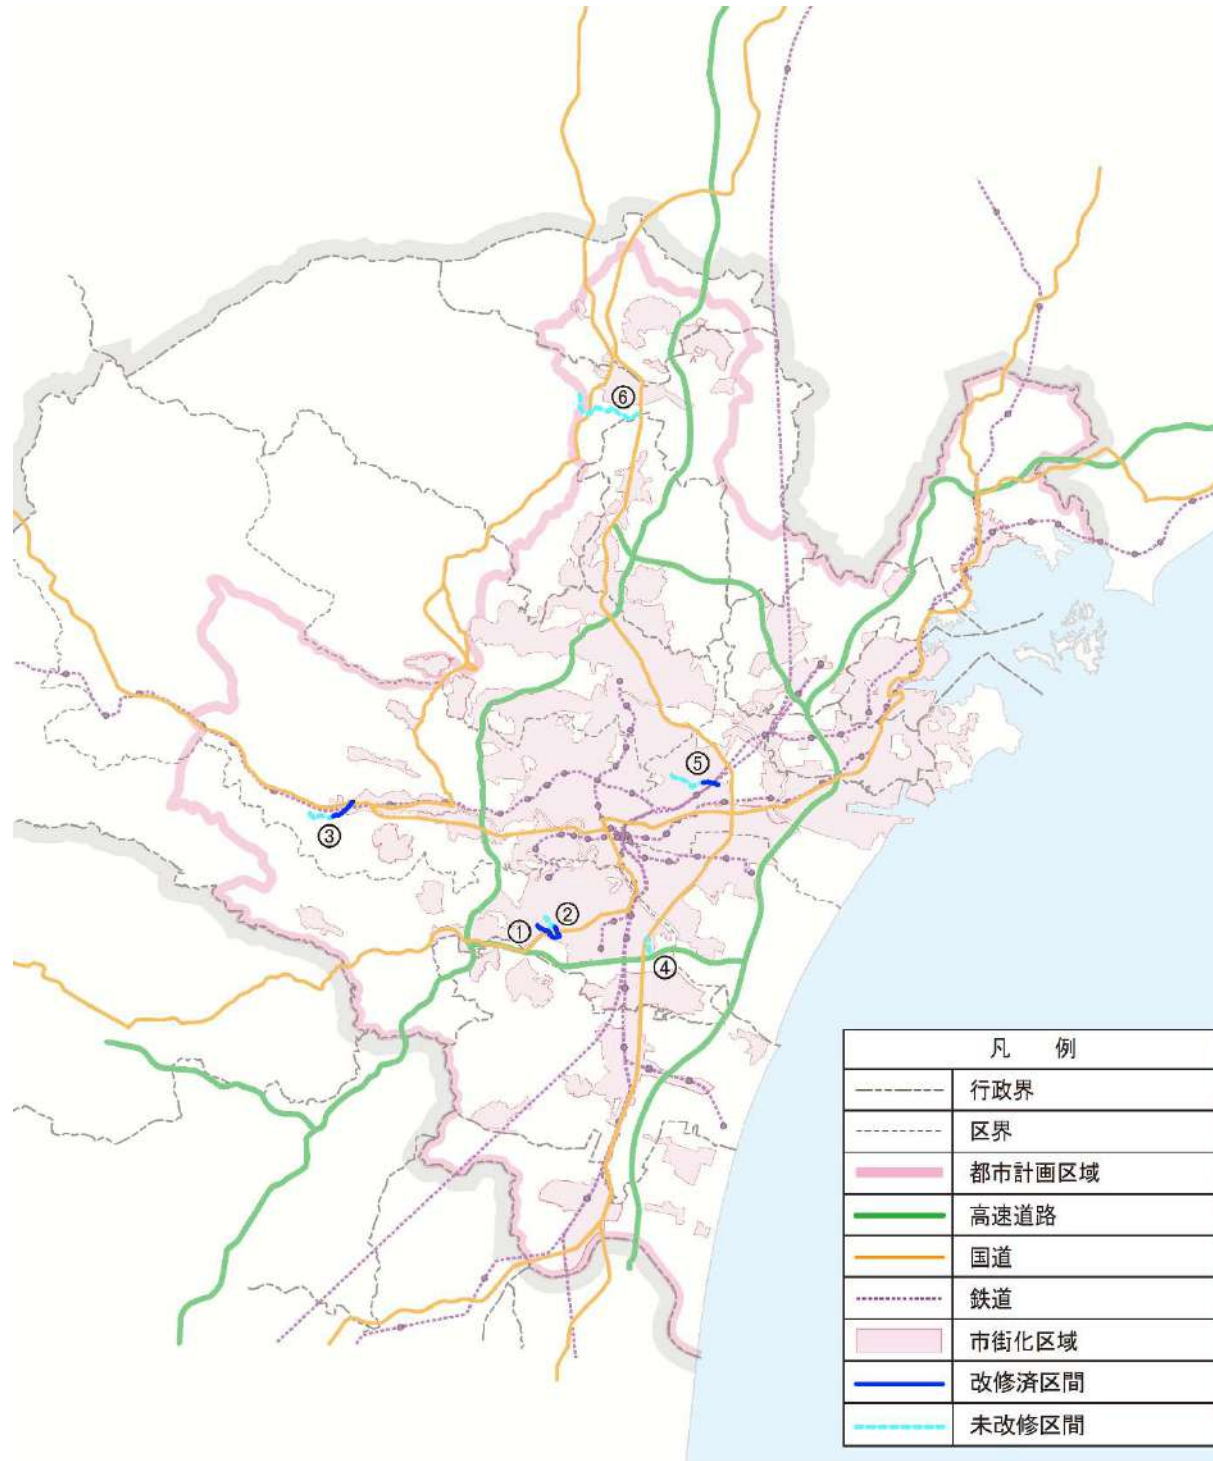 ⑥
⑤
③
②
①
④
凡 例
行政界
区界
都市計画区域
高速道路
国道
鉄道
市街化区域
改修済区間
未改修区間